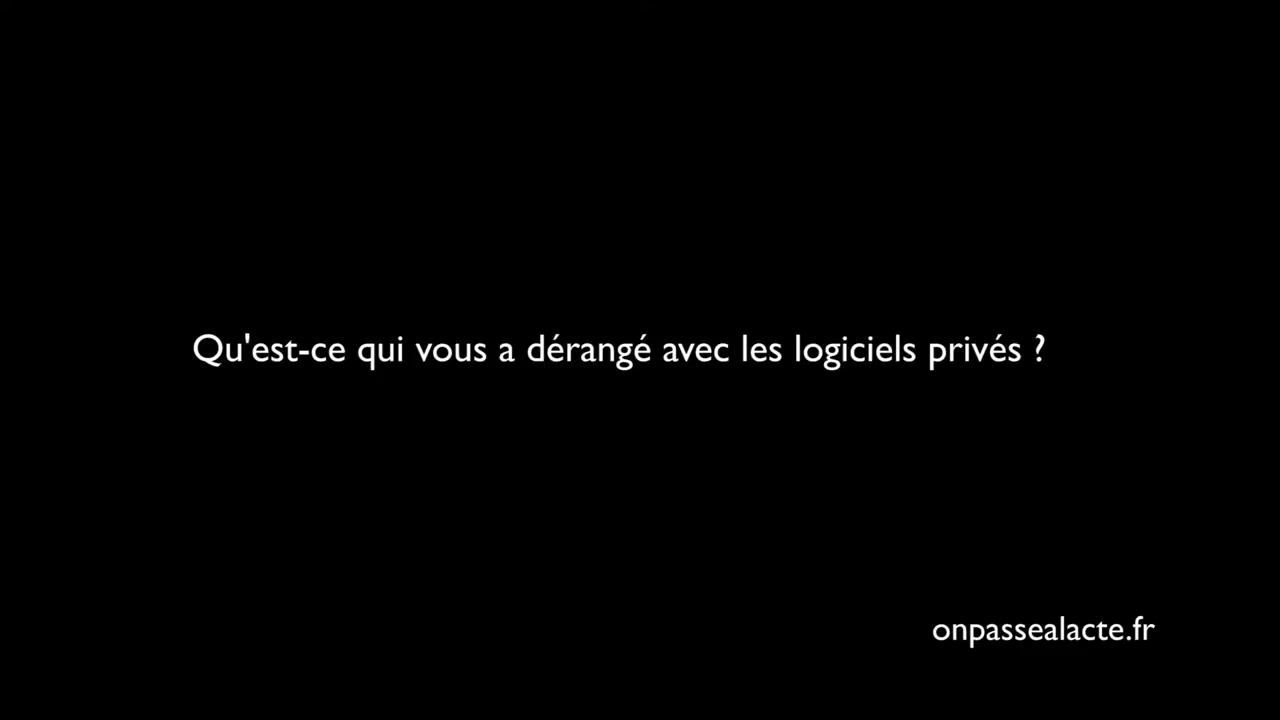 Qu'est-ce qui vous a dérangé avec les logiciels privés ?
onpassealacte.fr